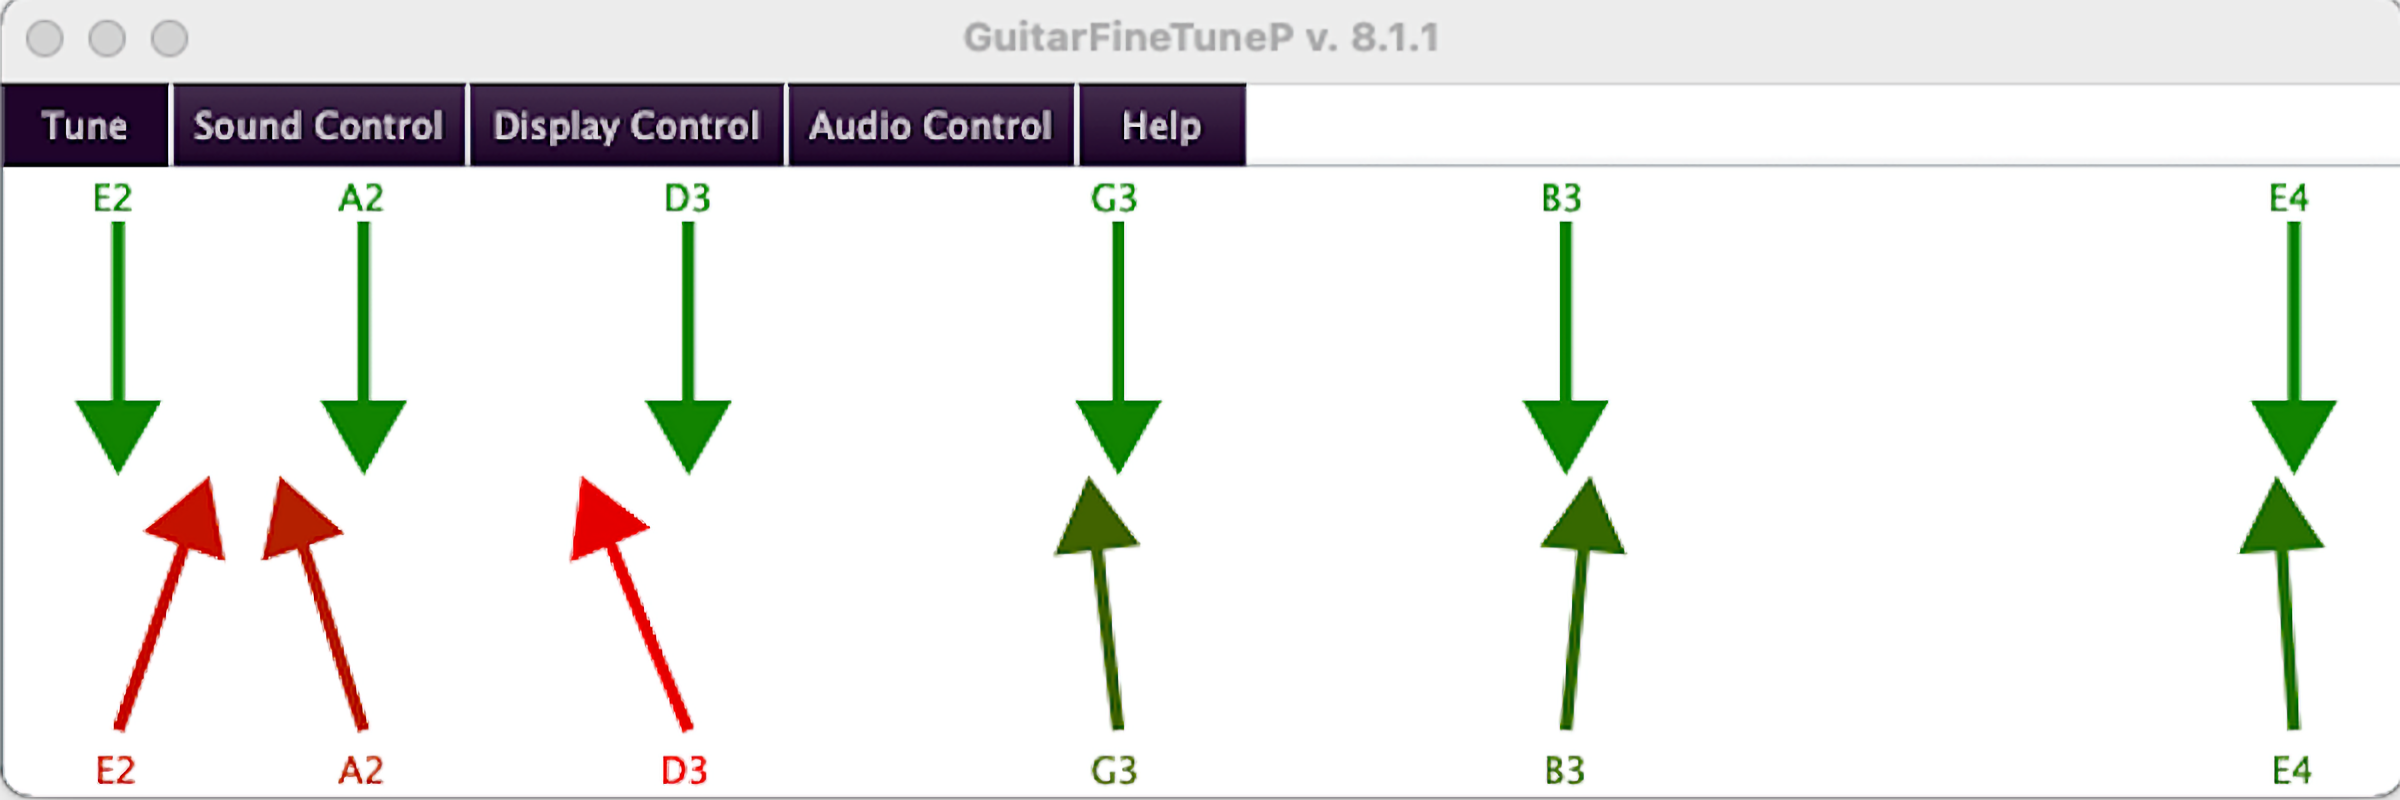 GuitarFineTuneP v. 8.1.1
Tune Sound Control Display Control Audio Control Help
E2 A2 D3 G3 B3 E4
E2 A2 D3 G3 B3 E4